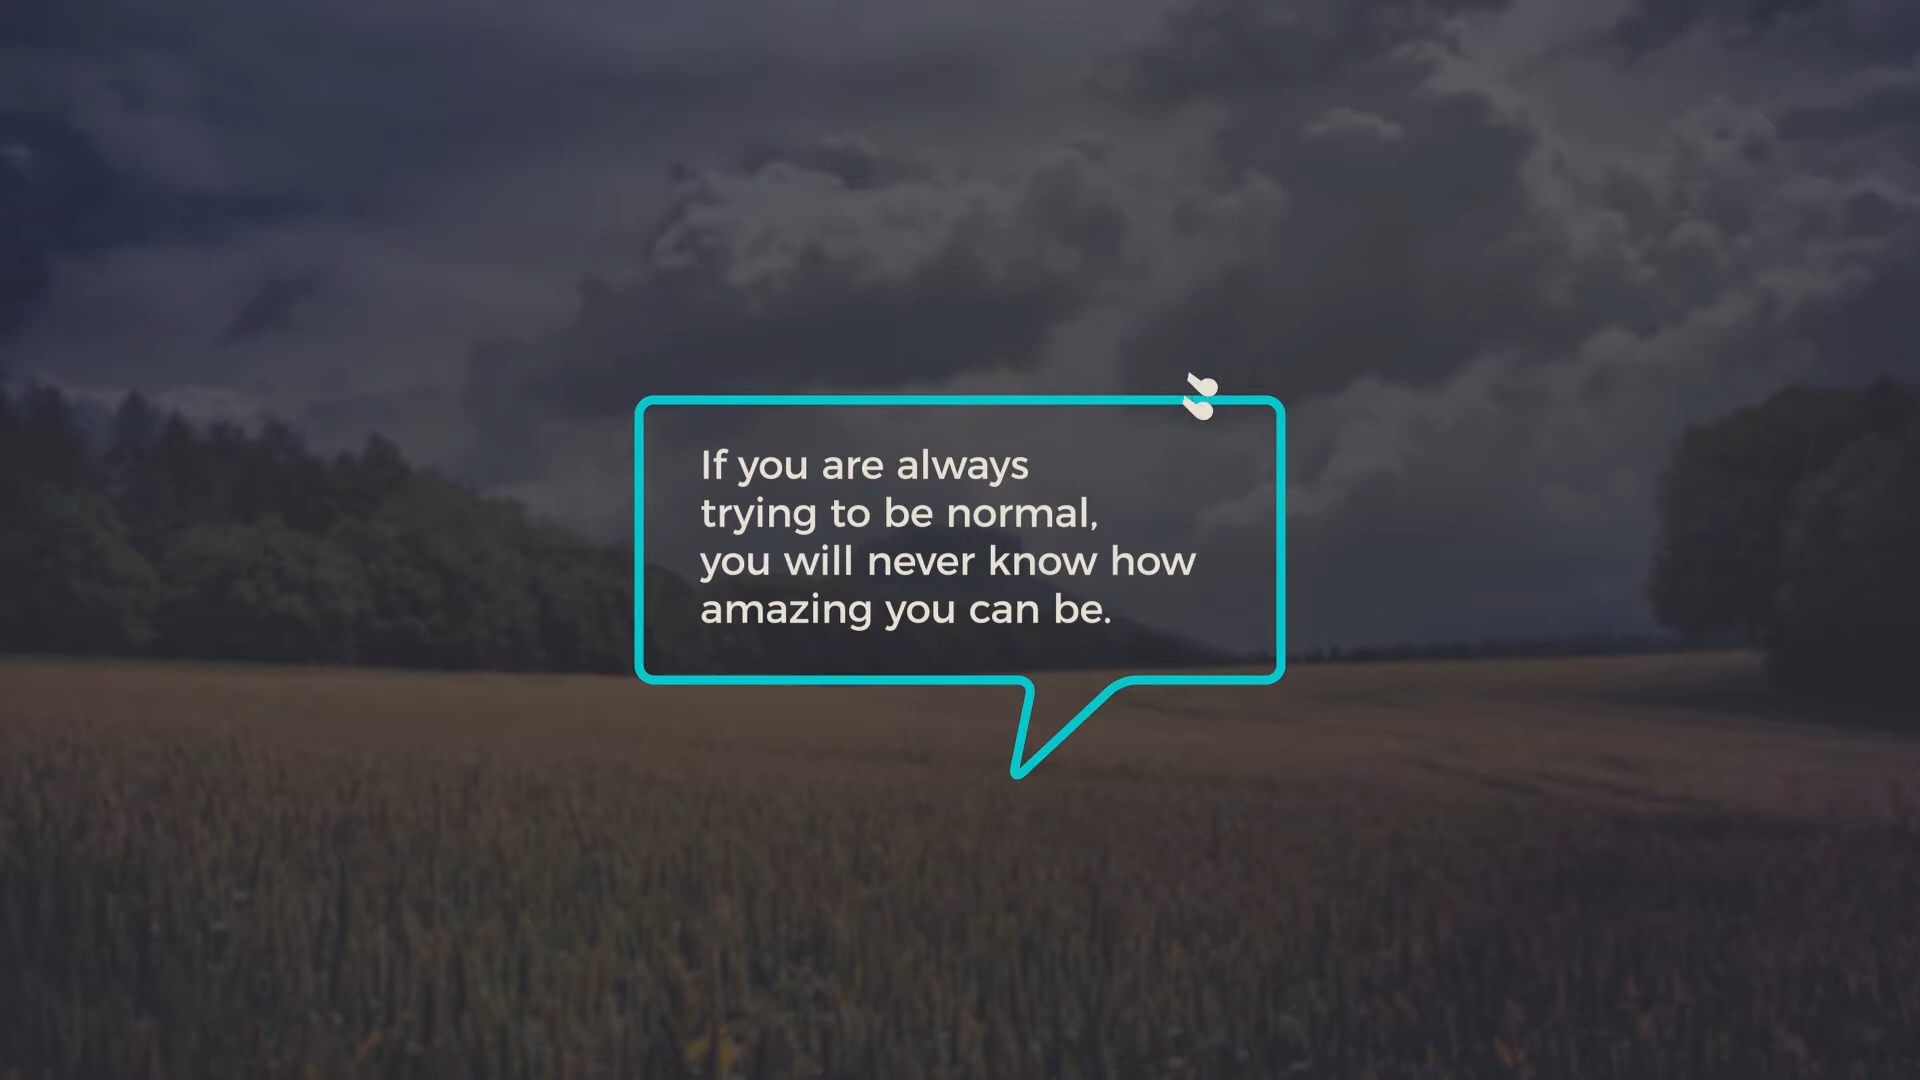 If you are always
trying to be normal,
you will never know how
amazing you can be.